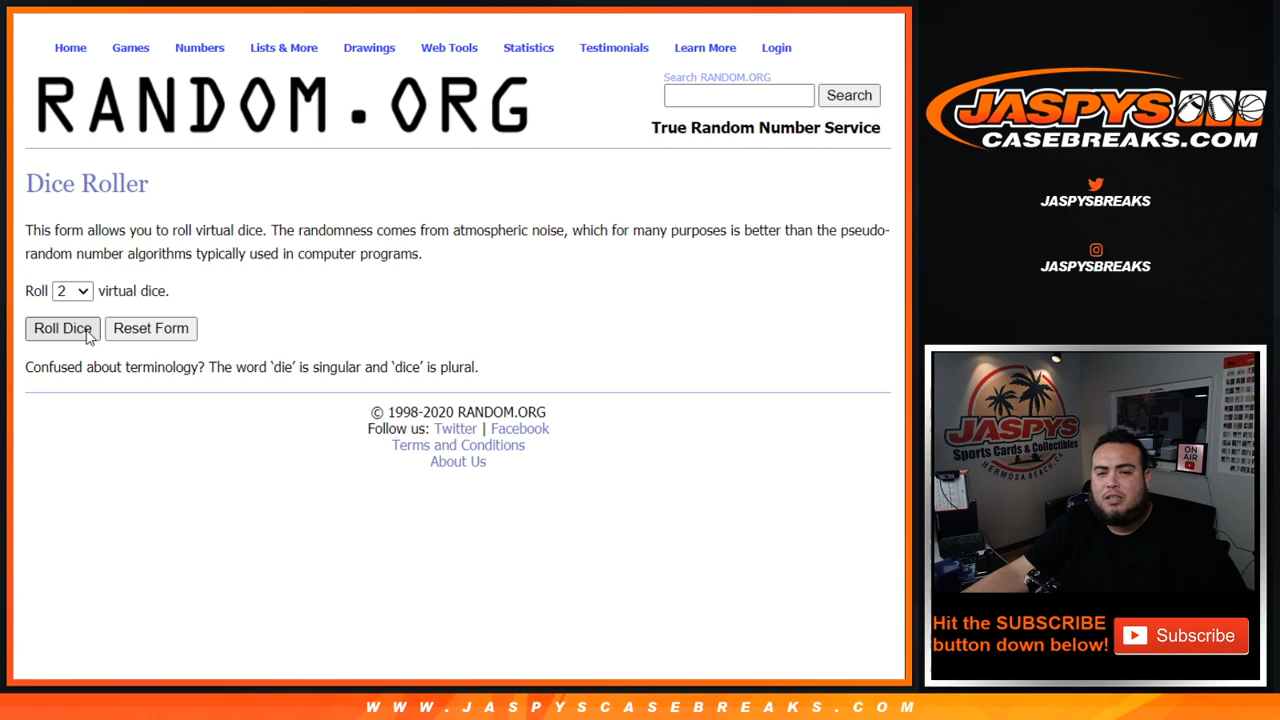 Home Games Numbers Lists & More Drawings Web Tools Statistics Testimonials Learn More Login
RANDOM.ORG
Search RANDOM.ORG
Search
True Random Number Service
Dice Roller
This form allows you to roll virtual dice. The randomness comes from atmospheric noise, which for many purposes is better than the pseudo-
random number algorithms typically used in computer programs.
Roll 2 virtual dice.
Roll Dice Reset Form
Confused about terminology? The word ‘die’ is singular and ‘dice’ is plural.
© 1998-2020 RANDOM.ORG
Follow us: Twitter | Facebook
Terms and Conditions
About Us
JASPYS
CASEBREAKS.COM
JASPYSBREAKS
JASPYSBREAKS
JASPYS
Sports Cards & Collectibles
HERMOSA BEACH, CA
ON
AIR
Hit the SUBSCRIBE
button down below!
Subscribe
WWW.JASPYSCASEBREAKS.COM